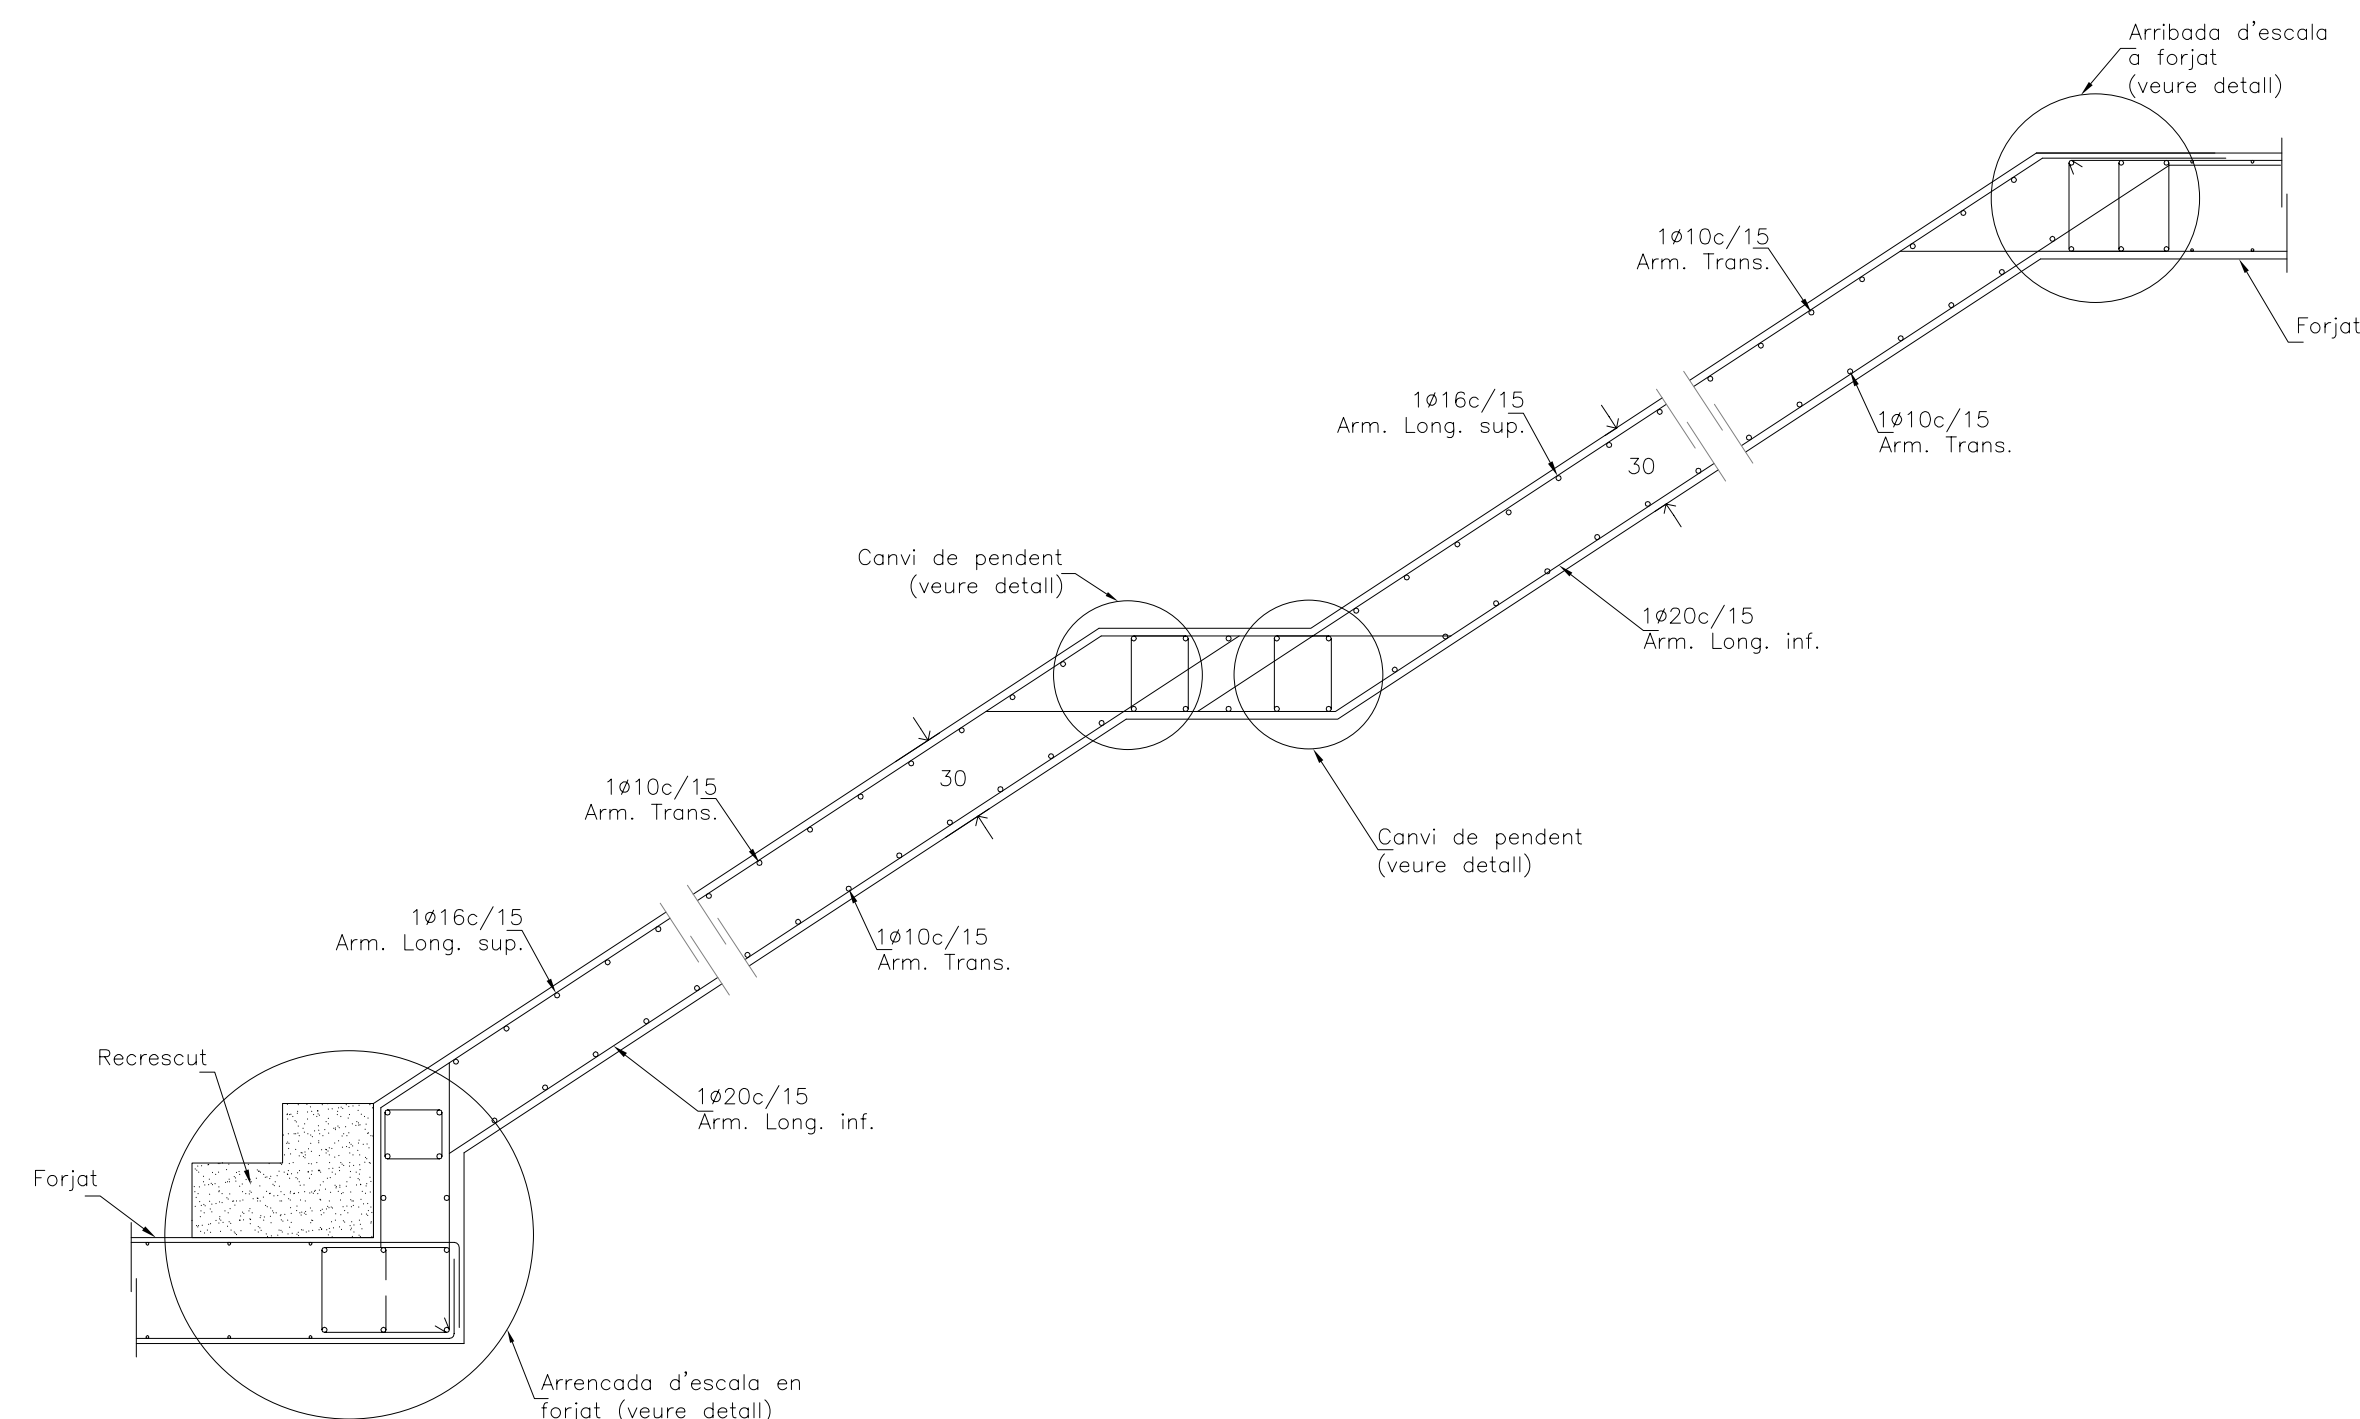 Arribada d'escala
a forjat
(veure detall)
1ø10c/15
Arm. Trans.
Forjat
1ø16c/15
Arm. Long. sup.
30
1ø10c/15
Arm. Trans.
Canvi de pendent
(veure detall)
1ø20c/15
Arm. Long. inf.
30
1ø10c/15
Arm. Trans.
Canvi de pendent
(veure detall)
1ø16c/15
Arm. Long. sup.
1ø10c/15
Arm. Trans.
Recrescut
1ø20c/15
Arm. Long. inf.
Forjat
Arrencada d'escala en
forjat (veure detall)